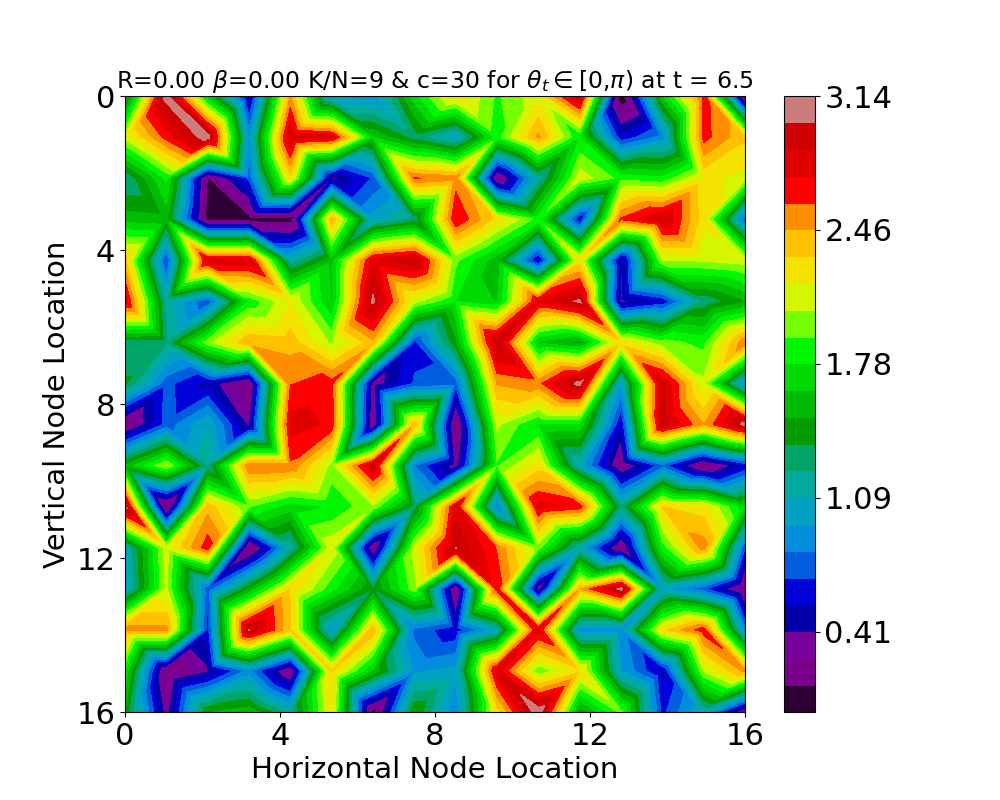 R=0.00 β=0.00 K/N=9 & c=30 for θ_t ∈ [0,π) at t = 6.5
0
4
8
12
16
Vertical Node Location
0 4 8 12 16
Horizontal Node Location
3.14
2.46
1.78
1.09
0.41